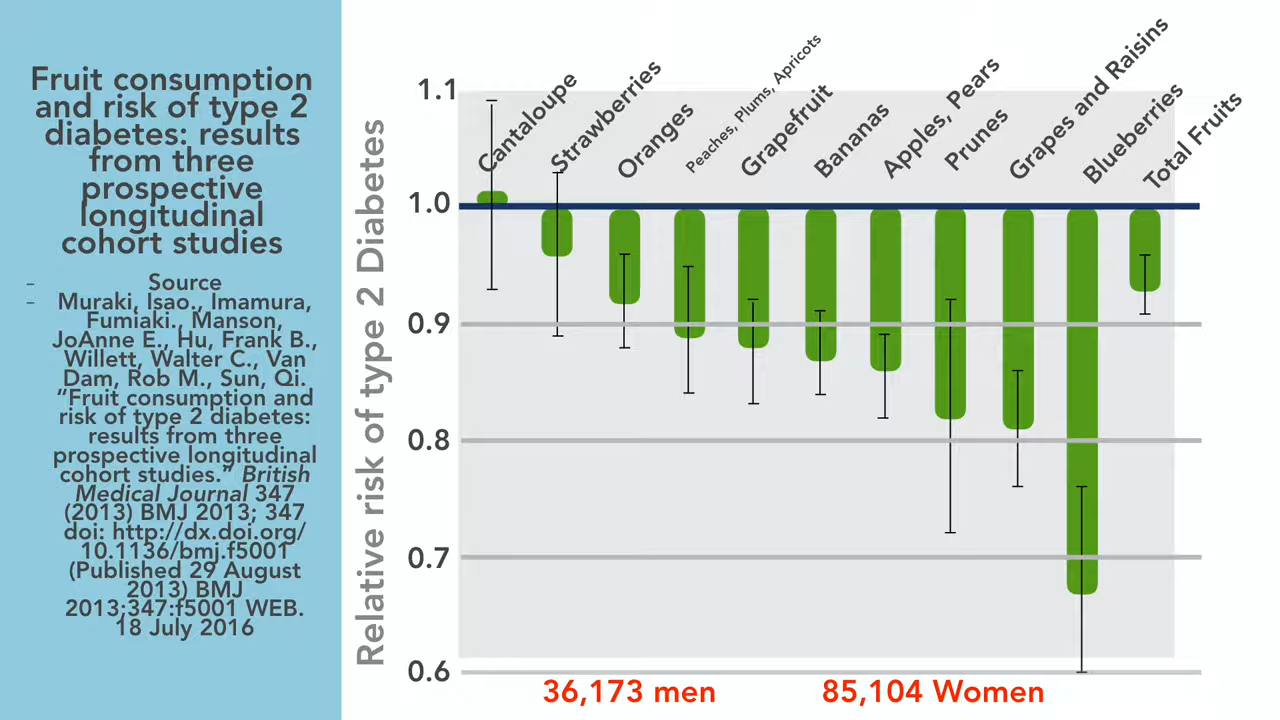 Fruit consumption
and risk of type 2
diabetes: results
from three
prospective
longitudinal
cohort studies
- Source
- Muraki, Isao., Imamura,
Fumiaki., Manson,
JoAnne E., Hu, Frank B.,
Willett, Walter C., Van
Dam, Rob M., Sun, Qi.
“Fruit consumption and
risk of type 2 diabetes:
results from three
prospective longitudinal
cohort studies.” British
Medical Journal 347
(2013) BMJ 2013; 347
doi: http://dx.doi.org/
10.1136/bmj.f5001
(Published 29 August
2013) BMJ
2013;347:f5001 WEB.
18 July 2016
Relative risk of type 2 Diabetes
1.1
1.0
0.9
0.8
0.7
0.6
Cantaloupe
Strawberries
Oranges
Peaches, Plums, Apricots
Grapefruit
Bananas
Apples, Pears
Prunes
Grapes and Raisins
Blueberries
Total Fruits
36,173 men
85,104 Women